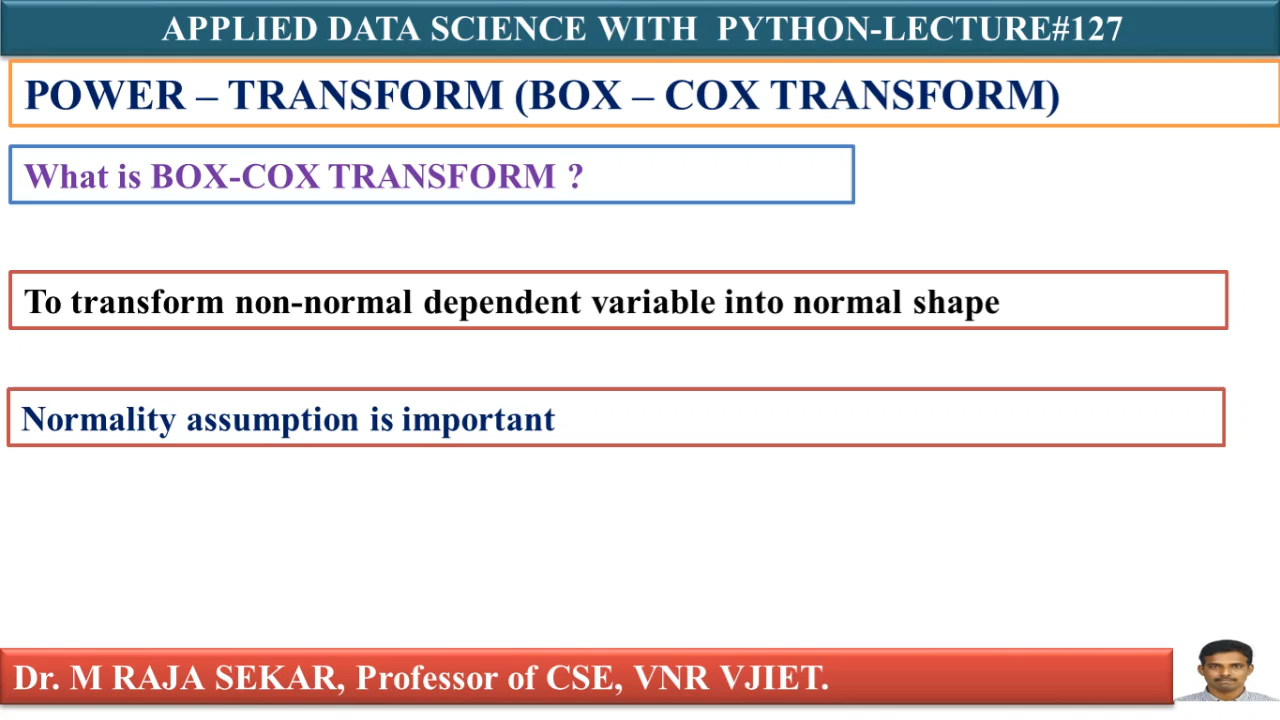 APPLIED DATA SCIENCE WITH PYTHON-LECTURE#127
POWER – TRANSFORM (BOX – COX TRANSFORM)
What is BOX-COX TRANSFORM ?
To transform non-normal dependent variable into normal shape
Normality assumption is important
Dr. M RAJA SEKAR, Professor of CSE, VNR VJIET.